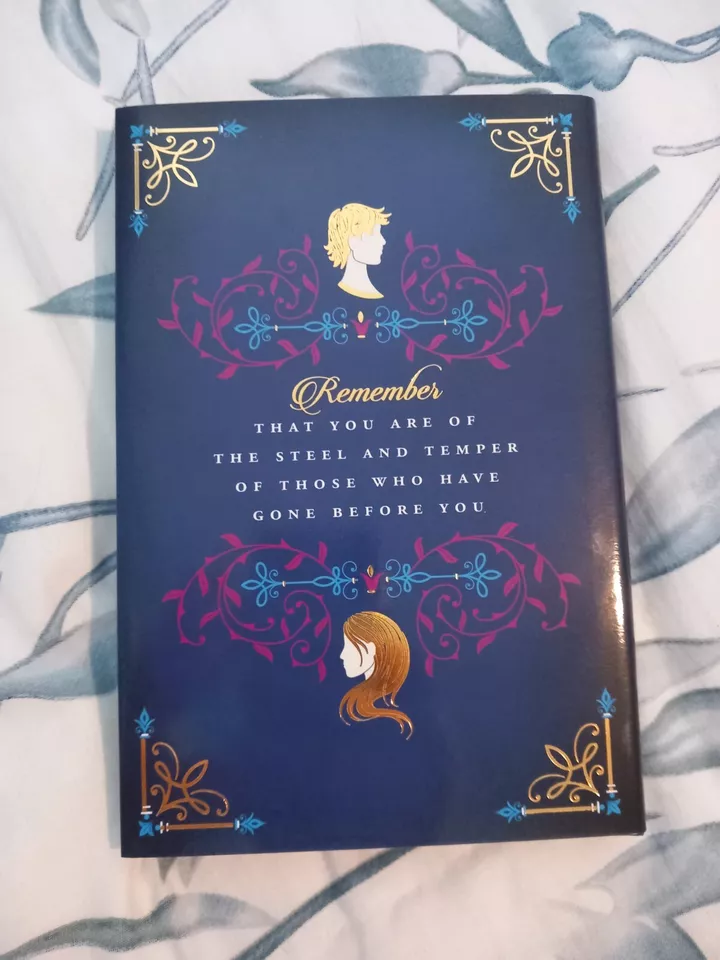 Remember
THAT YOU ARE OF
THE STEEL AND TEMPER
OF THOSE WHO HAVE
GONE BEFORE YOU